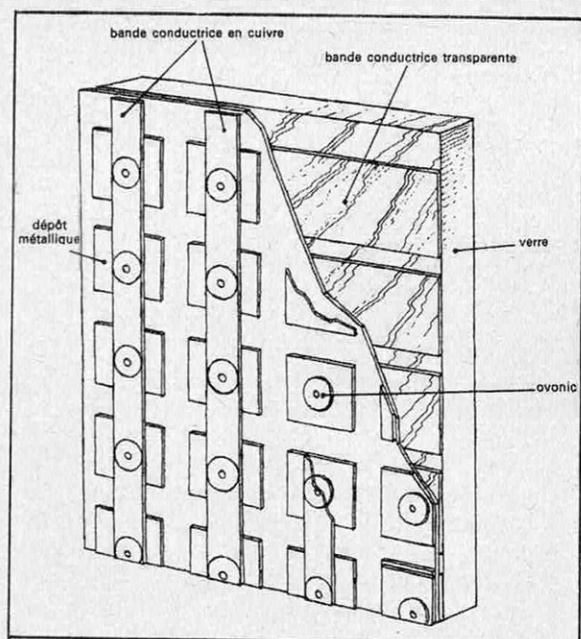 bande conductrice en cuivre
bande conductrice transparente
dépôt
métallique
verre
ovonic